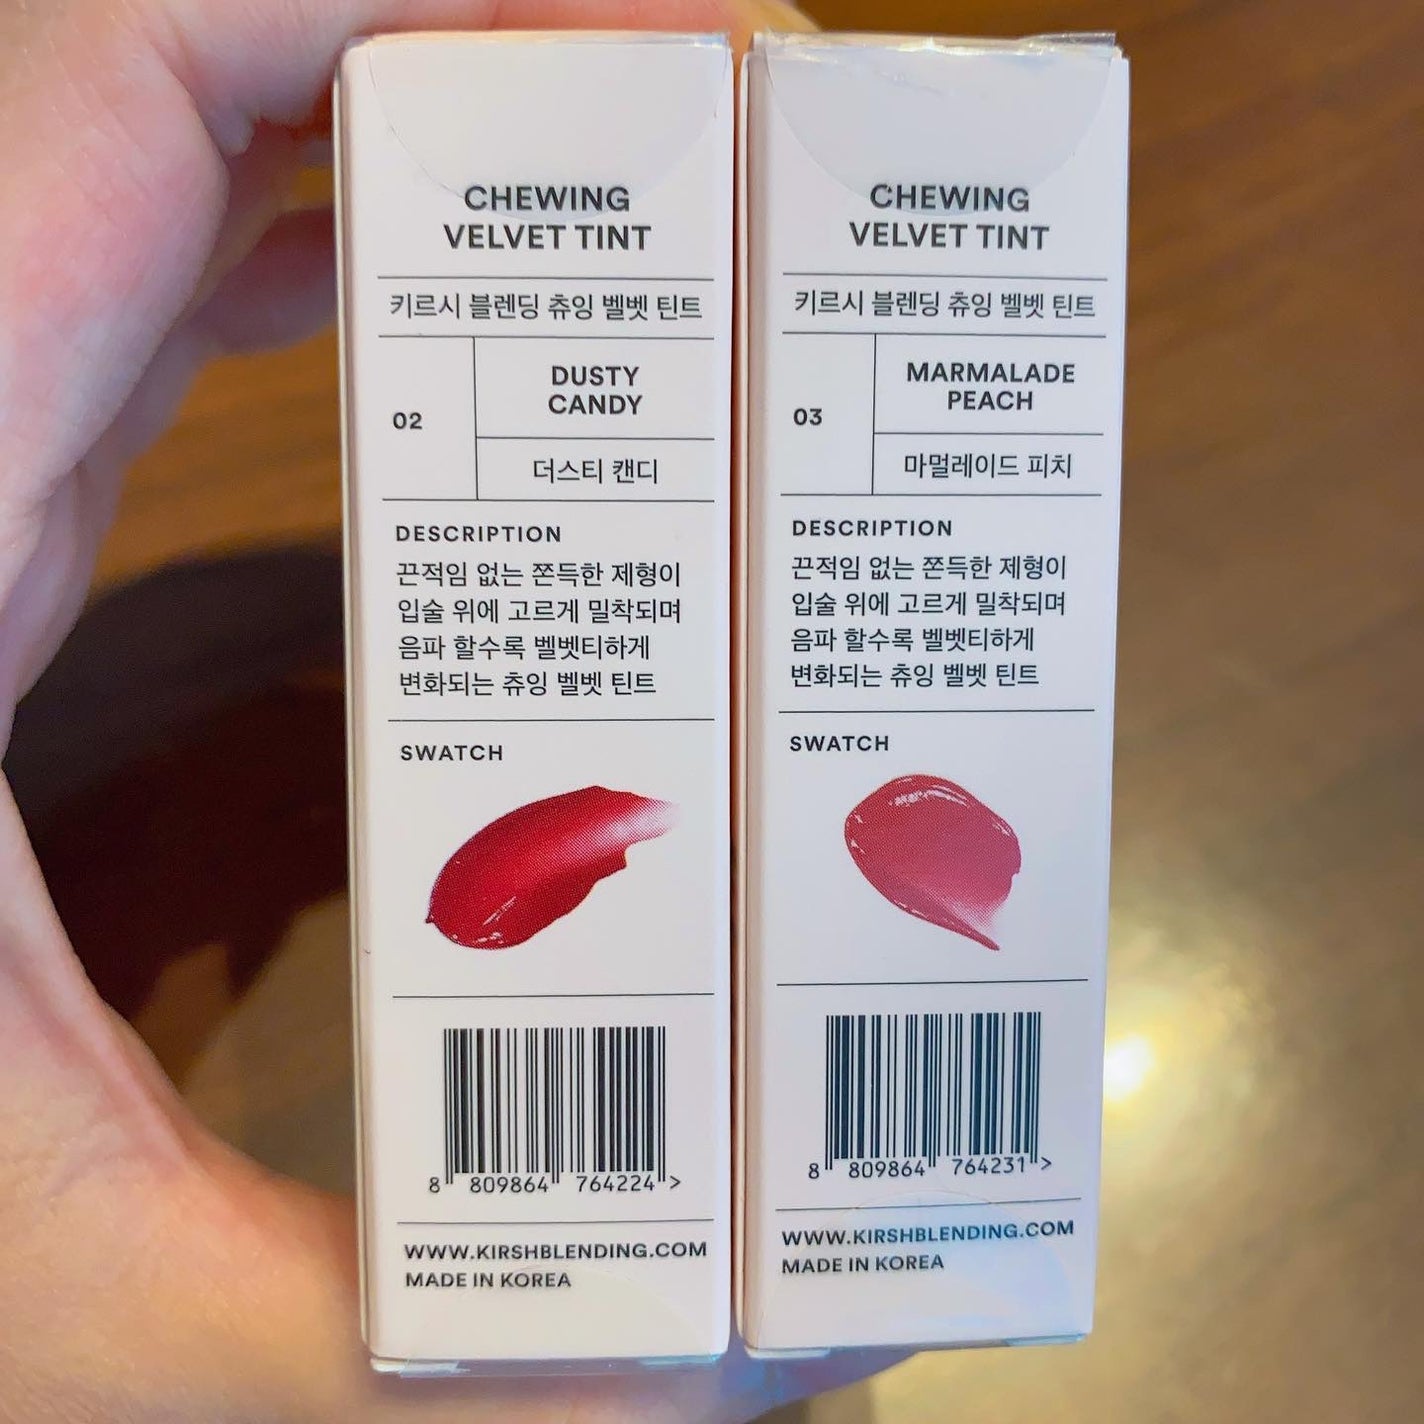 CHEWING
VELVET TINT
키르시 블렌딩 츄잉 벨벳 틴트
02
DUSTY
CANDY
더스티 캔디
DESCRIPTION
끈적임 없는 쫀득한 제형이
입술 위에 고르게 밀착되며
음파 할수록 벨벳티하게
변화되는 츄잉 벨벳 틴트
SWATCH
8 809864 764224 >
WWW.KIRSHBLENDING.COM
MADE IN KOREA
CHEWING
VELVET TINT
키르시 블렌딩 츄잉 벨벳 틴트
03
MARMALADE
PEACH
마멀레이드 피치
DESCRIPTION
끈적임 없는 쫀득한 제형이
입술 위에 고르게 밀착되며
음파 할수록 벨벳티하게
변화되는 츄잉 벨벳 틴트
SWATCH
8 809864 764231 >
WWW.KIRSHBLENDING.COM
MADE IN KOREA